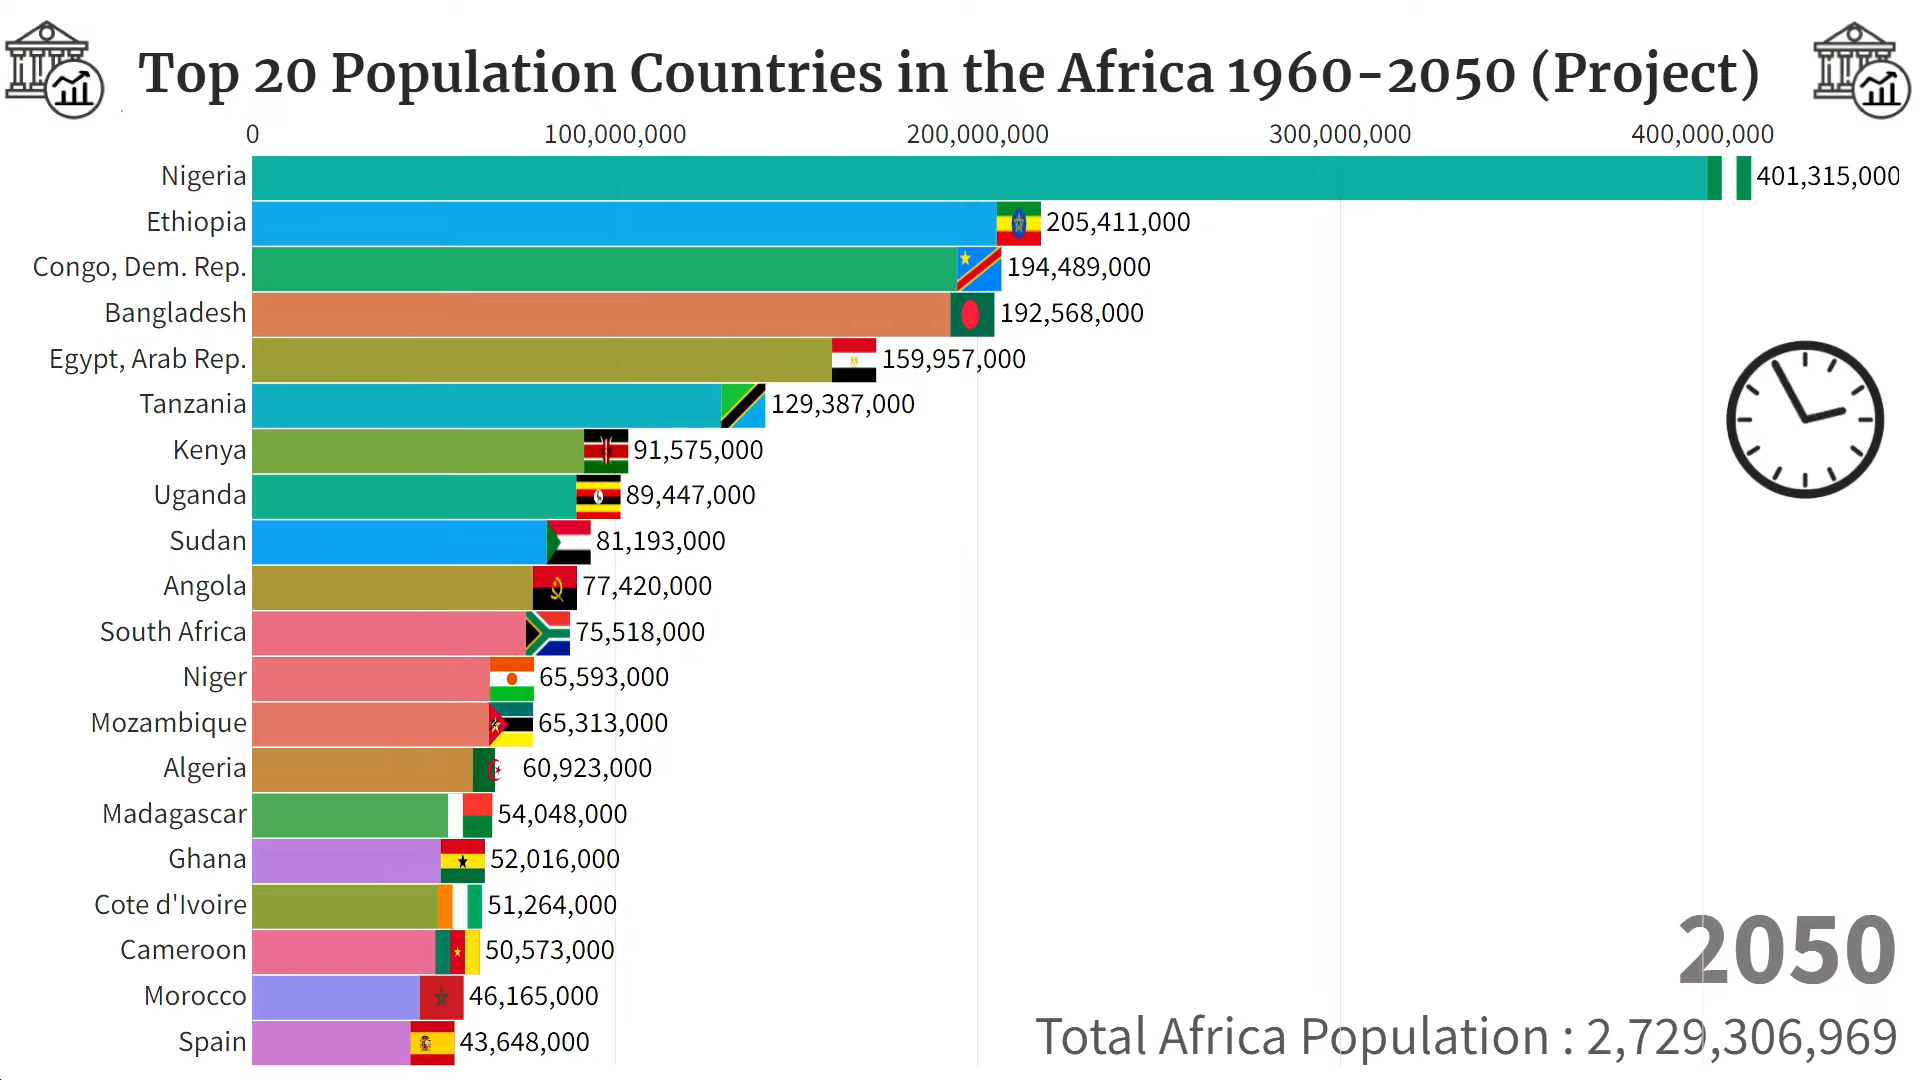 Top 20 Population Countries in the Africa 1960-2050 (Project)
0 100,000,000 200,000,000 300,000,000 400,000,000
Nigeria 401,315,000
Ethiopia 205,411,000
Congo, Dem. Rep. 194,489,000
Bangladesh 192,568,000
Egypt, Arab Rep. 159,957,000
Tanzania 129,387,000
Kenya 91,575,000
Uganda 89,447,000
Sudan 81,193,000
Angola 77,420,000
South Africa 75,518,000
Niger 65,593,000
Mozambique 65,313,000
Algeria 60,923,000
Madagascar 54,048,000
Ghana 52,016,000
Cote d'Ivoire 51,264,000
Cameroon 50,573,000
Morocco 46,165,000
Spain 43,648,000
2050
Total Africa Population : 2,729,306,969